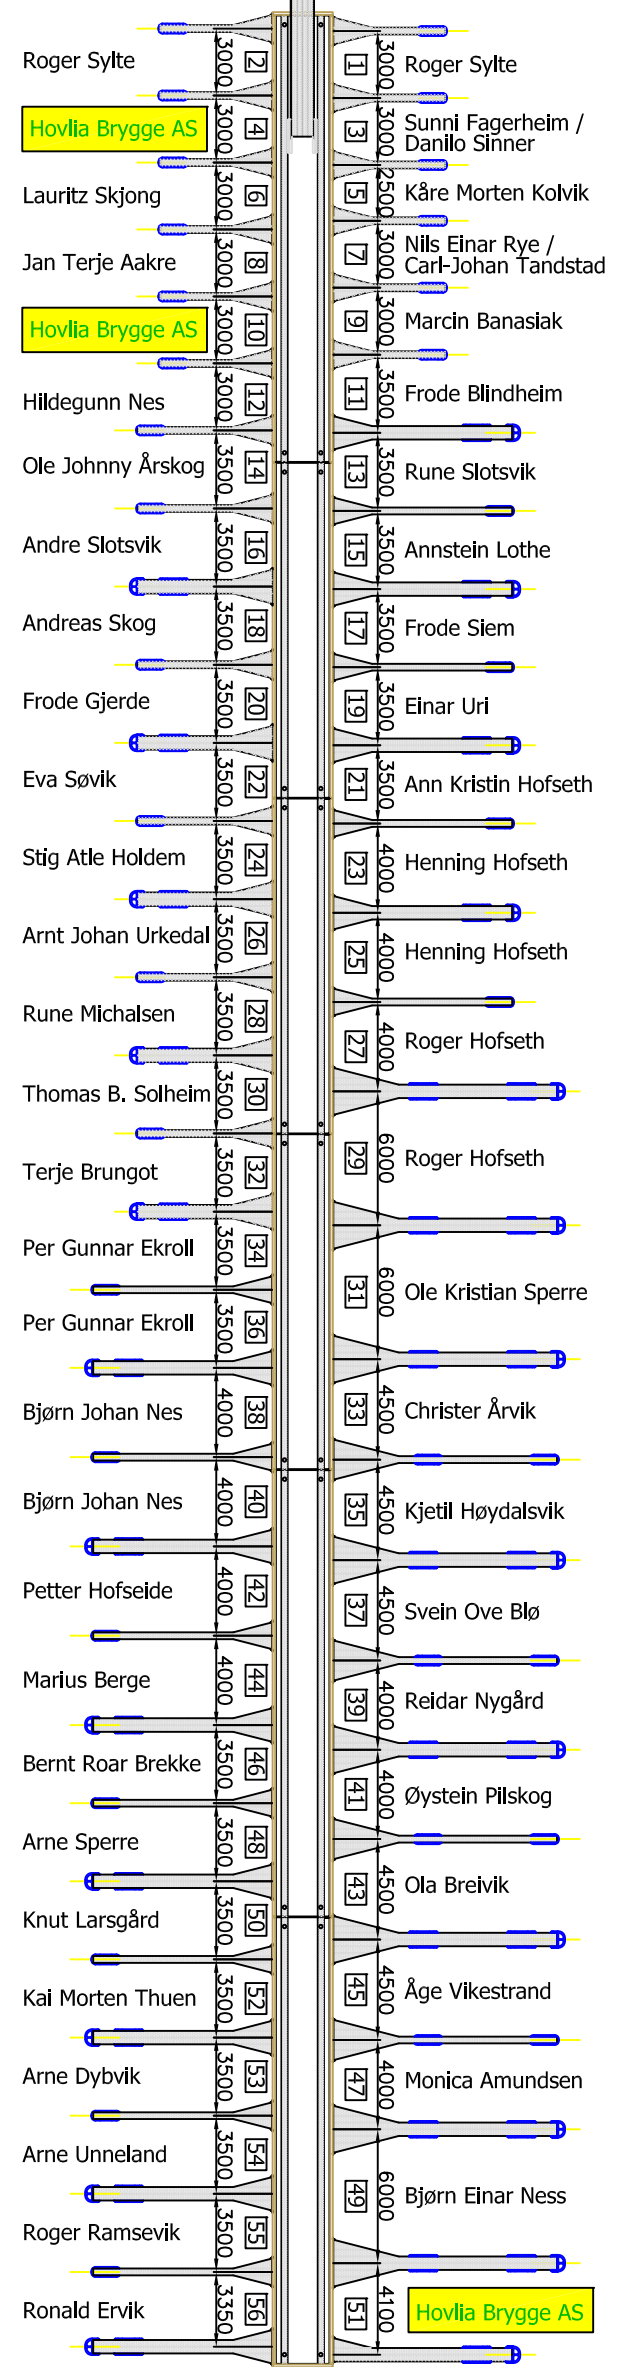 Roger Sylte 3000 2 1 3000 Roger Sylte
Hovlia Brygge AS 3000 4 3 3000 Sunni Fagerheim /
Danilo Sinner
Lauritz Skjong 3000 6 5 2500 Kåre Morten Kolvik
Jan Terje Aakre 3000 8 7 3000 Nils Einar Rye /
Carl-Johan Tandstad
Hovlia Brygge AS 3000 10 9 3000 Marcin Banasiak
Hildegunn Nes 3000 12 11 3500 Frode Blindheim
Ole Johnny Årskog 3500 14 13 3500 Rune Slotsvik
Andre Slotsvik 3500 16 15 3500 Annstein Lothe
Andreas Skog 3500 18 17 3500 Frode Siem
Frode Gjerde 3500 20 19 3500 Einar Uri
Eva Søvik 3500 22 21 3500 Ann Kristin Hofseth
Stig Atle Holdem 3500 24 23 4000 Henning Hofseth
Arnt Johan Urkedal 3500 26 25 4000 Henning Hofseth
Rune Michalsen 3500 28 27 4000 Roger Hofseth
Thomas B. Solheim 3500 30
Terje Brungot 3500 32 29 6000 Roger Hofseth
Per Gunnar Ekroll 3500 34
Per Gunnar Ekroll 3500 36 31 6000 Ole Kristian Sperre
Bjørn Johan Nes 4000 38 33 4500 Christer Årvik
Bjørn Johan Nes 4000 40 35 4500 Kjetil Høydalsvik
Petter Hofseide 4000 42 37 4500 Svein Ove Blø
Marius Berge 4000 44 39 4000 Reidar Nygård
Bernt Roar Brekke 3500 46 41 4000 Øystein Pilskog
Arne Sperre 3500 48
Knut Larsgård 3500 50 43 4500 Ola Breivik
Kai Morten Thuen 3500 52 45 4500 Åge Vikestrand
Arne Dybvik 3500 53 47 4000 Monica Amundsen
Arne Unneland 3500 54
Roger Ramsevik 3500 55 49 6000 Bjørn Einar Ness
Ronald Ervik 3350 56 51 4100 Hovlia Brygge AS